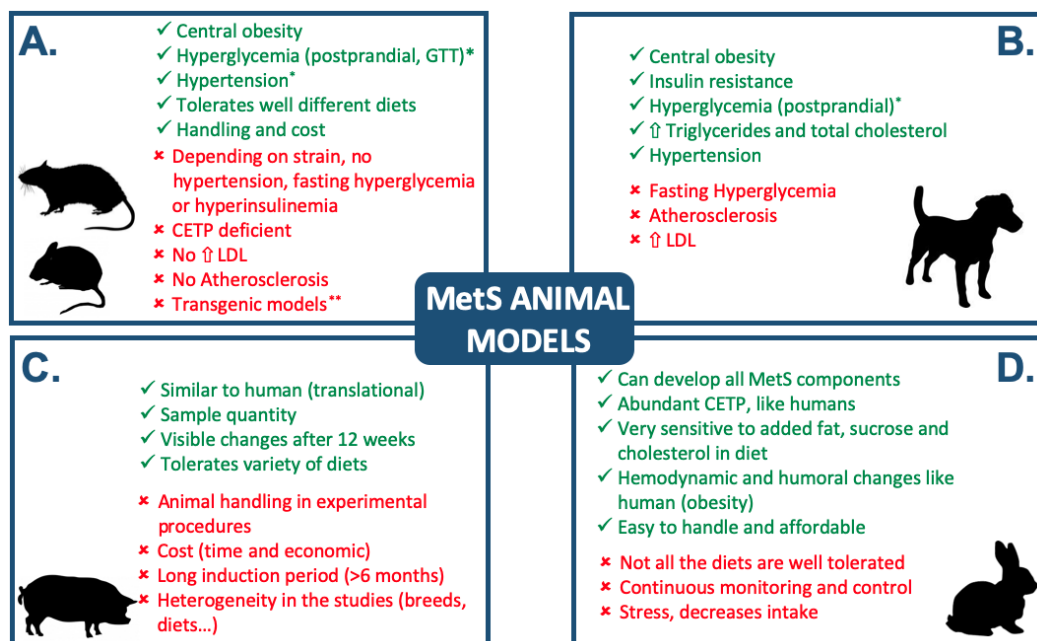 A.
✓ Central obesity
✓ Hyperglycemia (postprandial, GTT)*
✓ Hypertension*
✓ Tolerates well different diets
✓ Handling and cost
✘ Depending on strain, no
hypertension, fasting hyperglycemia
or hyperinsulinemia
✘ CETP deficient
✘ No ⇧ LDL
✘ No Atherosclerosis
✘ Transgenic models**
B.
✓ Central obesity
✓ Insulin resistance
✓ Hyperglycemia (postprandial)*
✓ ⇧ Triglycerides and total cholesterol
✓ Hypertension
✘ Fasting Hyperglycemia
✘ Atherosclerosis
✘ ⇧ LDL
MetS ANIMAL
MODELS
C.
✓ Similar to human (translational)
✓ Sample quantity
✓ Visible changes after 12 weeks
✓ Tolerates variety of diets
✘ Animal handling in experimental
procedures
✘ Cost (time and economic)
✘ Long induction period (>6 months)
✘ Heterogeneity in the studies (breeds,
diets...)
D.
✓ Can develop all MetS components
✓ Abundant CETP, like humans
✓ Very sensitive to added fat, sucrose and
cholesterol in diet
✓ Hemodynamic and humoral changes like
human (obesity)
✓ Easy to handle and affordable
✘ Not all the diets are well tolerated
✘ Continuous monitoring and control
✘ Stress, decreases intake